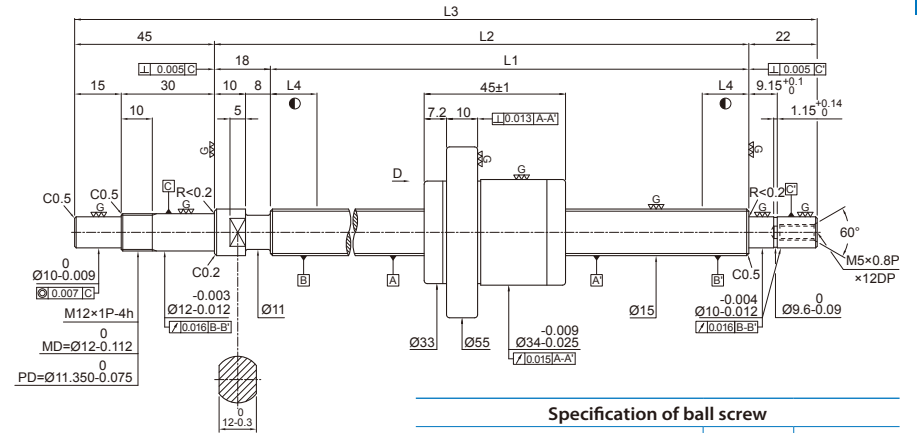 L3
45
L2
22
⊥ 0.005 C
18
L1
⊥ 0.005 C'
15
30
10
8
L4
45±1
L4
9.15 +0.1 0
10
5
7.2
10
⊥ 0.013 A-A'
1.15 +0.14 0
G
G
G
G
D
C0.5
C0.5
C
R<0.2
G
G
G
R<0.2
C'
G
G
60°
C0.2
B
A
A'
B'
C0.5
M5×0.8P
×12DP
0
Ø10-0.009
◎ 0.007 C
M12×1P-4h
0
MD=Ø12-0.112
0
PD=Ø11.350-0.075
-0.003
Ø12-0.012
↗ 0.016 B-B'
Ø11
Ø33
Ø55
-0.009
Ø34-0.025
↗ 0.015 A-A'
Ø15
-0.004
Ø10-0.012
↗ 0.016 B-B'
0
Ø9.6-0.09
0
12-0.3
Specification of ball screw